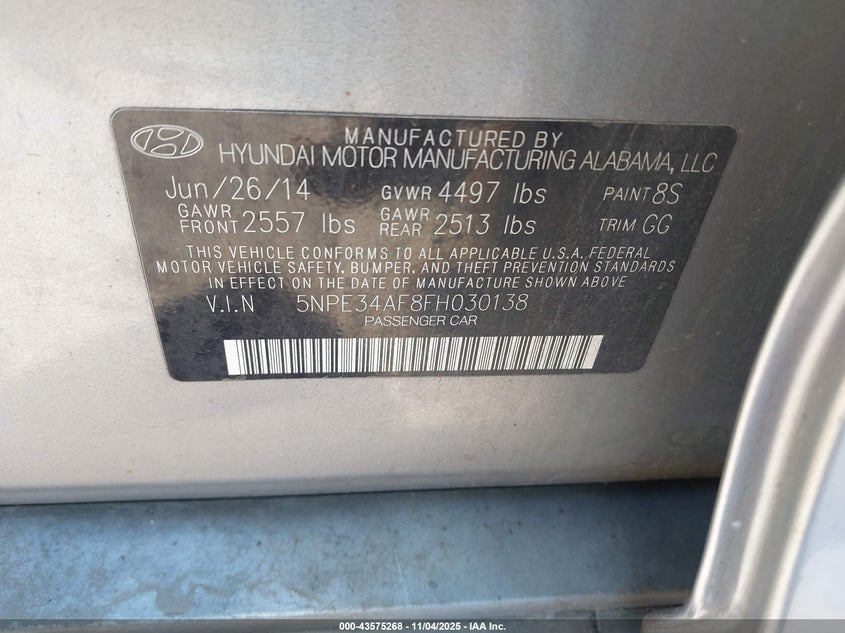 MANUFACTURED BY
HYUNDAI MOTOR MANUFACTURING ALABAMA, LLC
Jun/26/14 GVWR 4497 lbs PAINT 8S
GAWR FRONT 2557 lbs GAWR REAR 2513 lbs TRIM GG
THIS VEHICLE CONFORMS TO ALL APPLICABLE U.S.A. FEDERAL
MOTOR VEHICLE SAFETY, BUMPER, AND THEFT PREVENTION STANDARDS
IN EFFECT ON THE DATE OF MANUFACTURE SHOWN ABOVE
V.I.N 5NPE34AF8FH030138
PASSENGER CAR
000-43575268 - 11/04/2025 - IAA Inc.